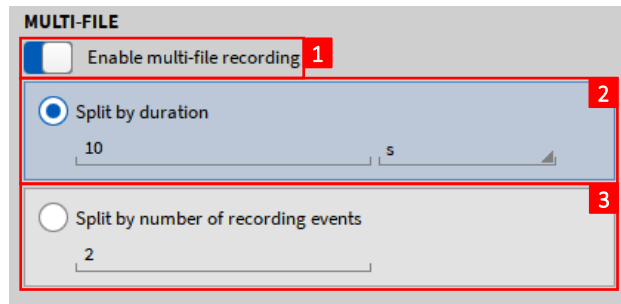 MULTI-FILE
Enable multi-file recording 1
2
Split by duration
10 s
3
Split by number of recording events
2